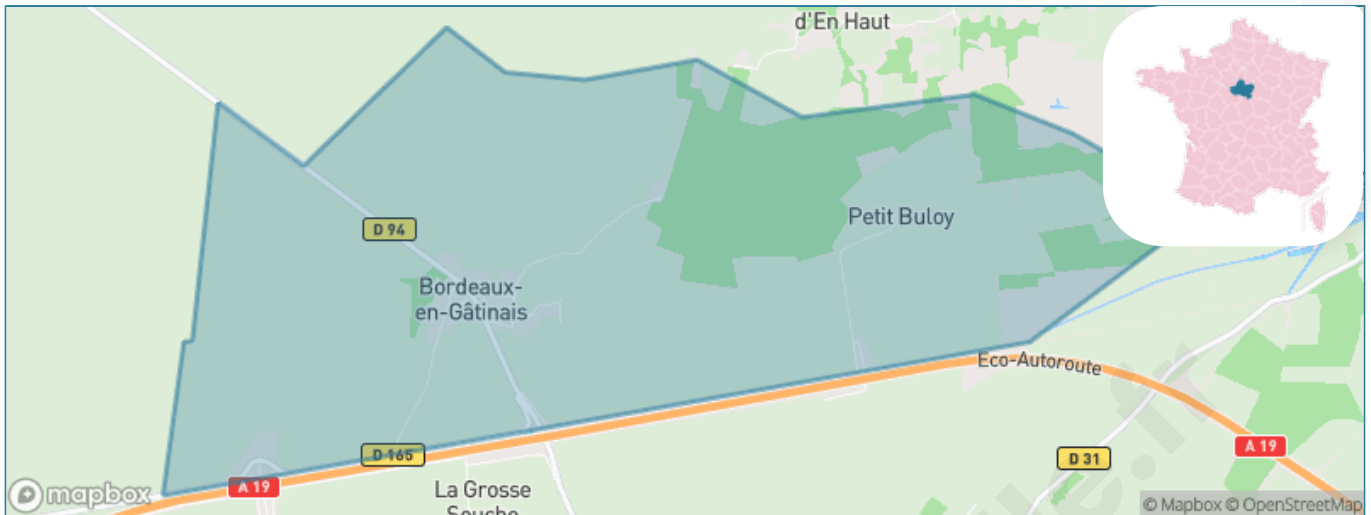 d'En Haut
D 94
Petit Buloy
Bordeaux-
en-Gâtinais
Eco-Autoroute
D 165
A 19
D 31
A 19
La Grosse
Souche
mapbox
© Mapbox © OpenStreetMap